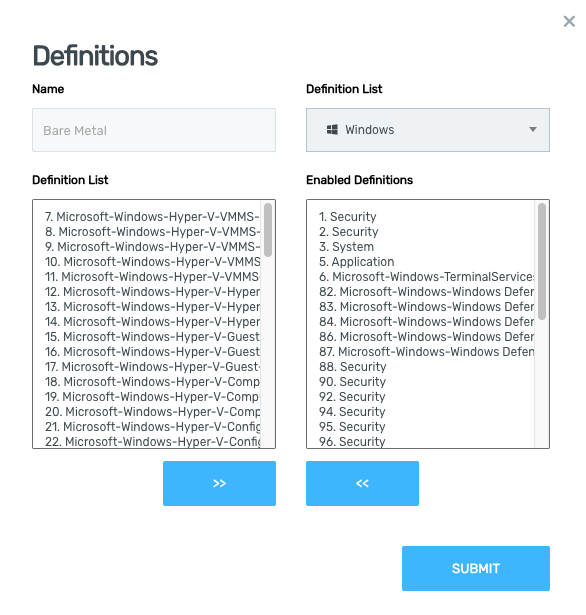 ×
Definitions
Name
Definition List
Bare Metal
Windows
Definition List
Enabled Definitions
7. Microsoft-Windows-Hyper-V-VMMS-
8. Microsoft-Windows-Hyper-V-VMMS-
9. Microsoft-Windows-Hyper-V-VMMS-
10. Microsoft-Windows-Hyper-V-VMMS
11. Microsoft-Windows-Hyper-V-VMMS-
12. Microsoft-Windows-Hyper-V-Hyper
13. Microsoft-Windows-Hyper-V-Hyper
14. Microsoft-Windows-Hyper-V-Hyper
15. Microsoft-Windows-Hyper-V-Guest
16. Microsoft-Windows-Hyper-V-Guest
17. Microsoft-Windows-Hyper-V-Guest-
18. Microsoft-Windows-Hyper-V-Comp
19. Microsoft-Windows-Hyper-V-Comp
20. Microsoft-Windows-Hyper-V-Comp
21. Microsoft-Windows-Hyper-V-Config
22. Microsoft-Windows-Hyper-V-Config
1. Security
2. Security
3. System
5. Application
6. Microsoft-Windows-TerminalServices
82. Microsoft-Windows-Windows Defen
83. Microsoft-Windows-Windows Defen
84. Microsoft-Windows-Windows Defen
86. Microsoft-Windows-Windows Defen
87. Microsoft-Windows-Windows Defen
88. Security
90. Security
92. Security
94. Security
95. Security
96. Security
>>
<<
SUBMIT